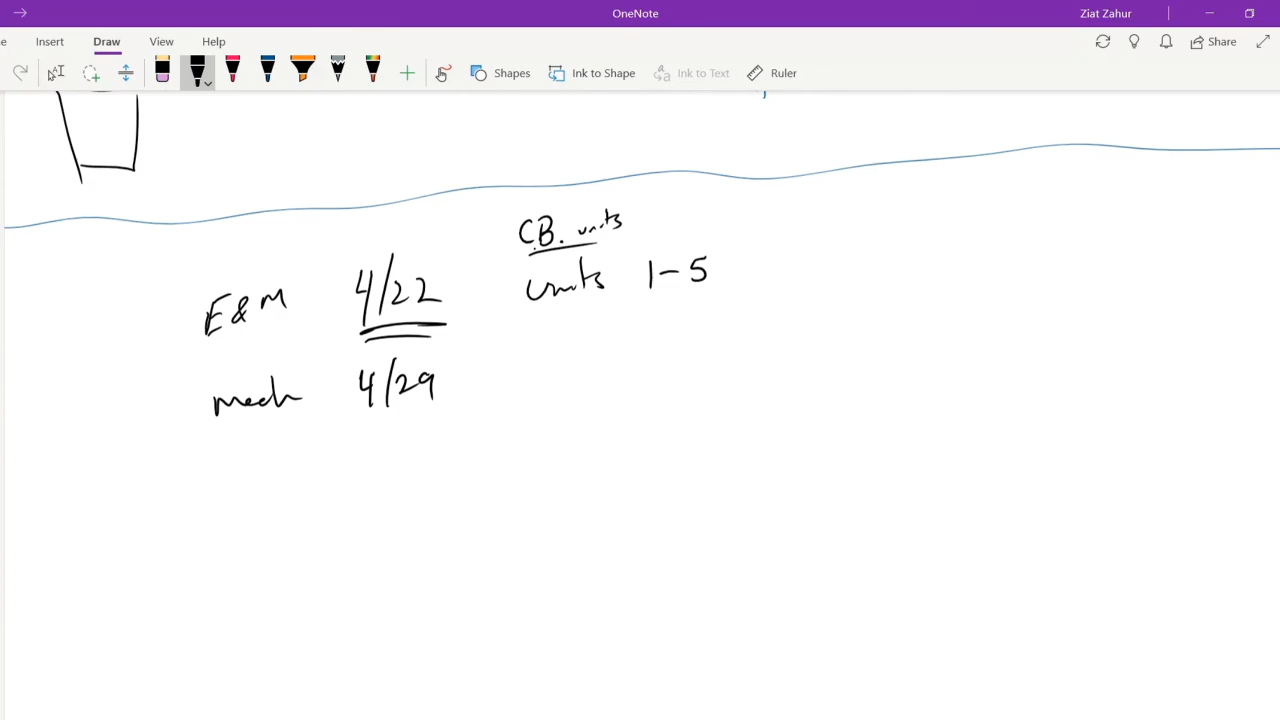 OneNote
Ziat Zahur
Insert Draw View Help
Share
Shapes
Ink to Shape
Ink to Text
Ruler
C.B. units
units 1-5
E&M 4/22
mech 4/29